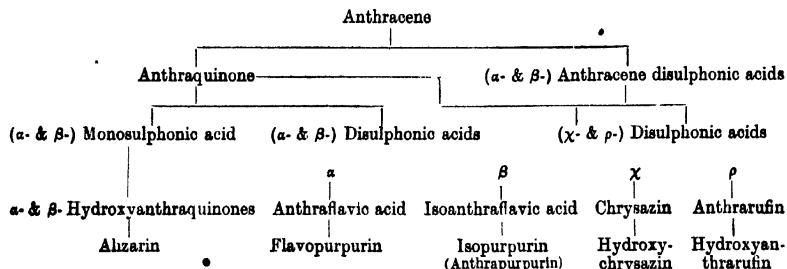 Anthracene
Anthraquinone (α- & β-) Anthracene disulphonic acids
(α- & β-) Monosulphonic acid (α- & β-) Disulphonic acids (χ- & ρ-) Disulphonic acids
α β χ ρ
α- & β- Hydroxyanthraquinones Anthraflavic acid Isoanthraflavic acid Chrysazin Anthrarufin
Alizarin Flavopurpurin Isopurpurin Hydroxy- Hydroxyan-
(Anthrapurpurin) chrysazin thrarufin